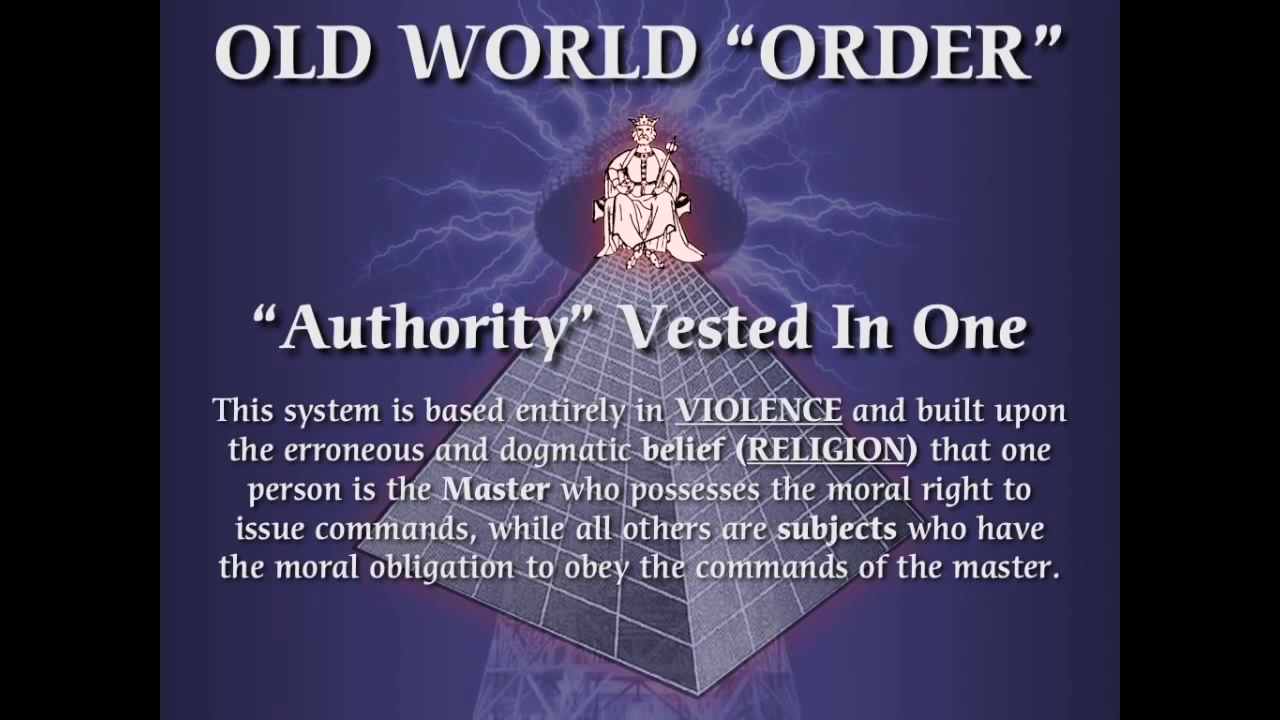 OLD WORLD “ORDER”
“Authority” Vested In One
This system is based entirely in VIOLENCE and built upon
the erroneous and dogmatic belief (RELIGION) that one
person is the Master who possesses the moral right to
issue commands, while all others are subjects who have
the moral obligation to obey the commands of the master.